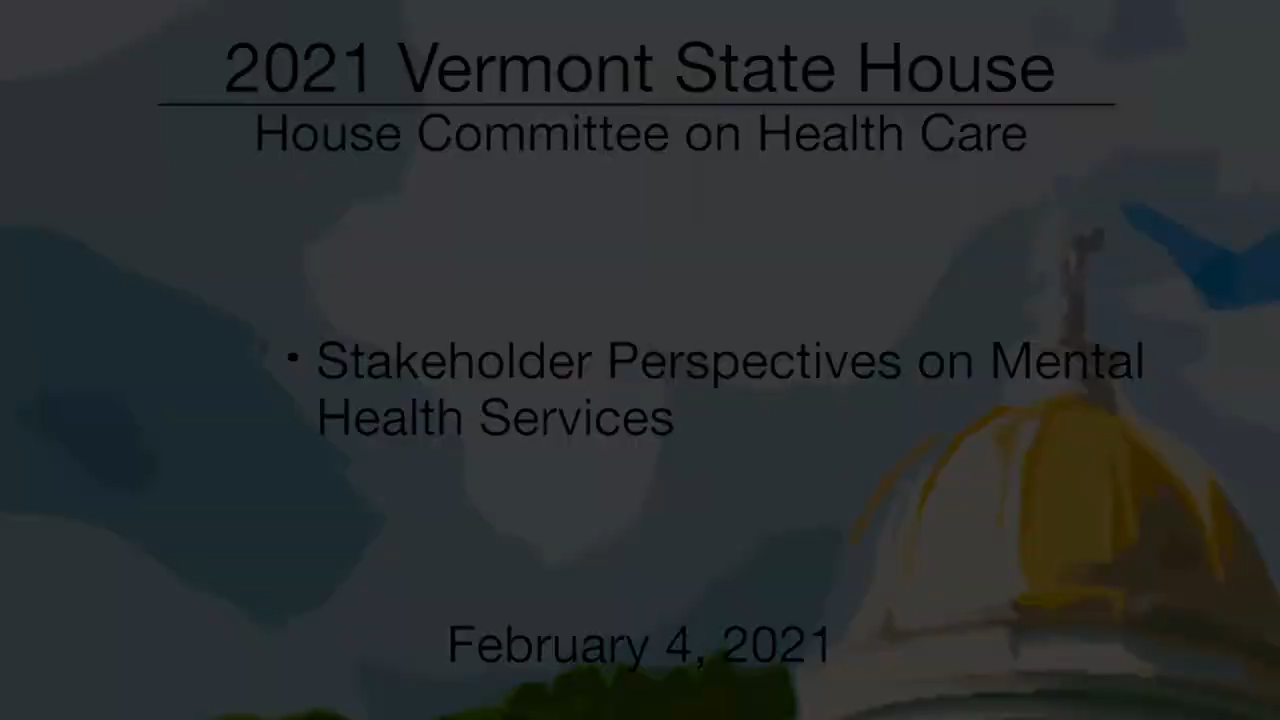 2021 Vermont State House
House Committee on Health Care
• Stakeholder Perspectives on Mental
Health Services
February 4, 2021